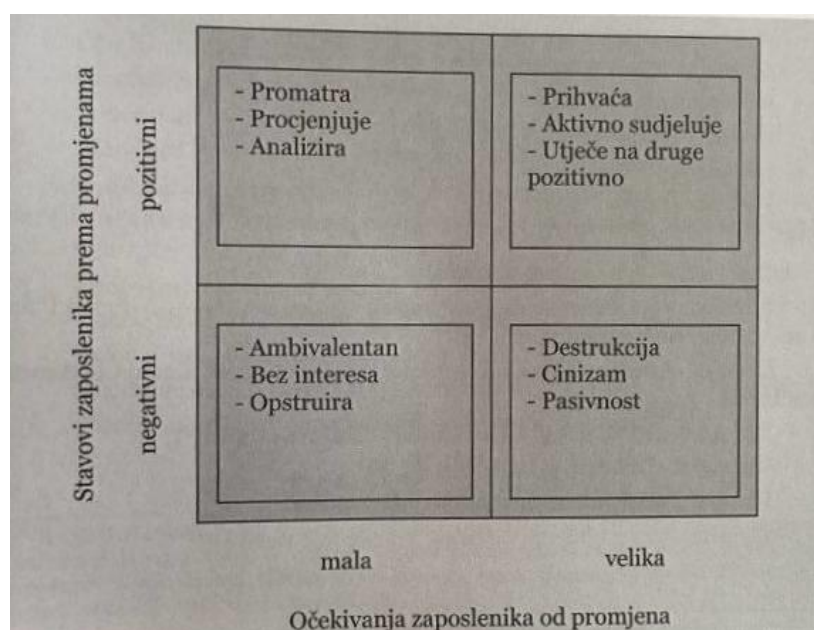 Stavovi zaposlenika prema promjenama
pozitivni
- Promatra
- Procjenjuje
- Analizira
- Prihvaća
- Aktivno sudjeluje
- Utječe na druge
pozitivno
negativni
- Ambivalentan
- Bez interesa
- Opstruira
- Destrukcija
- Cinizam
- Pasivnost
mala
velika
Očekivanja zaposlenika od promjena